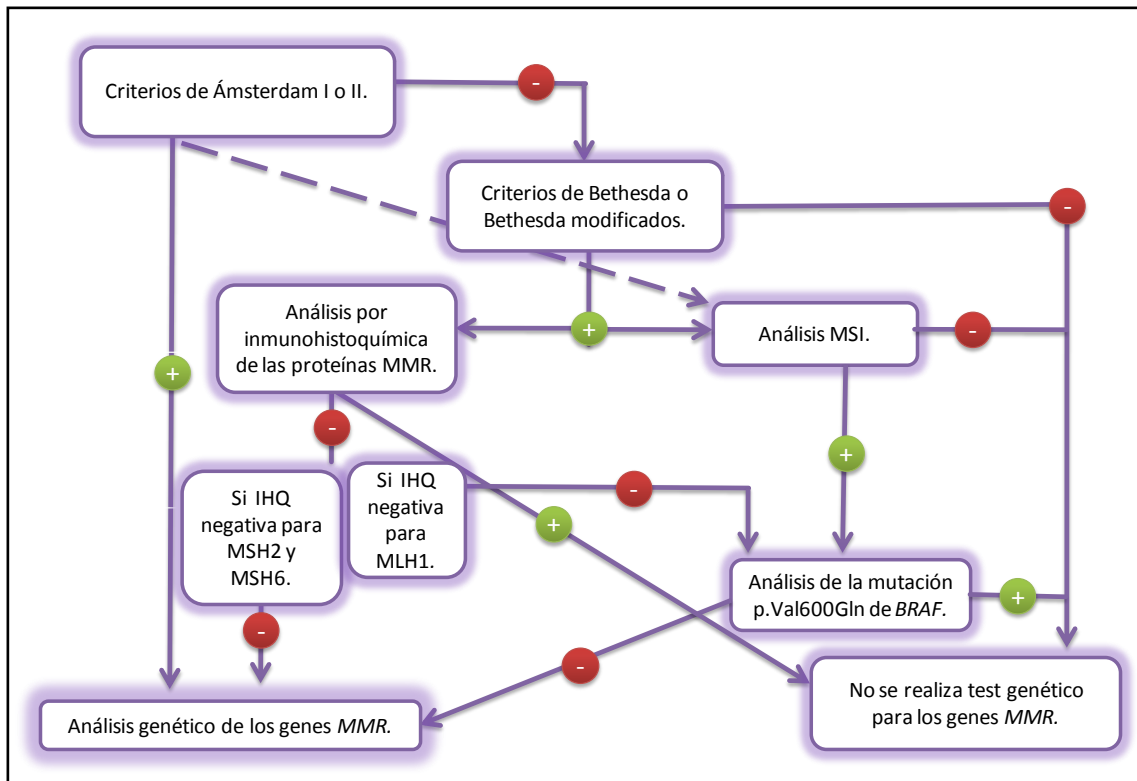 Criterios de Ámsterdam I o II.
-
Criterios de Bethesda o
Bethesda modificados.
-
Análisis por
inmunohistoquímica
de las proteínas MMR.
+
Análisis MSI.
-
+
-
+
Si IHQ
negativa para
MSH2 y
MSH6.
Si IHQ
negativa
para
MLH1.
-
+
Análisis de la mutación
p.Val600Gln de BRAF.
+
-
-
Análisis genético de los genes MMR.
No se realiza test genético
para los genes MMR.